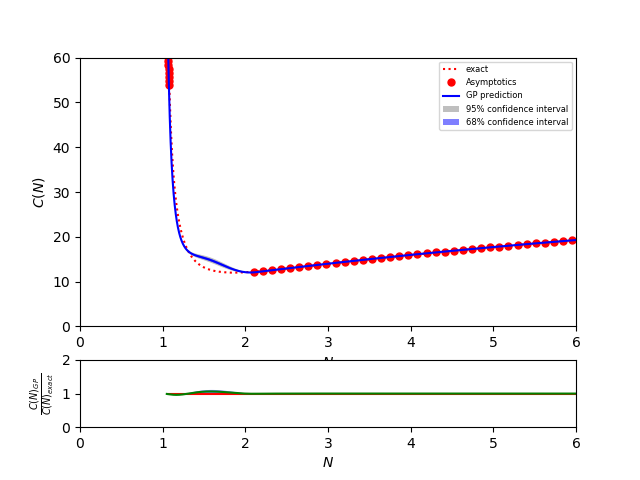 60
50
40
30
20
10
0
C(N)
exact
Asymptotics
GP prediction
95% confidence interval
68% confidence interval
0 1 2 3 4 5 6
N
2
1
0
C(N)GP
C(N)exact
0 1 2 3 4 5 6
N